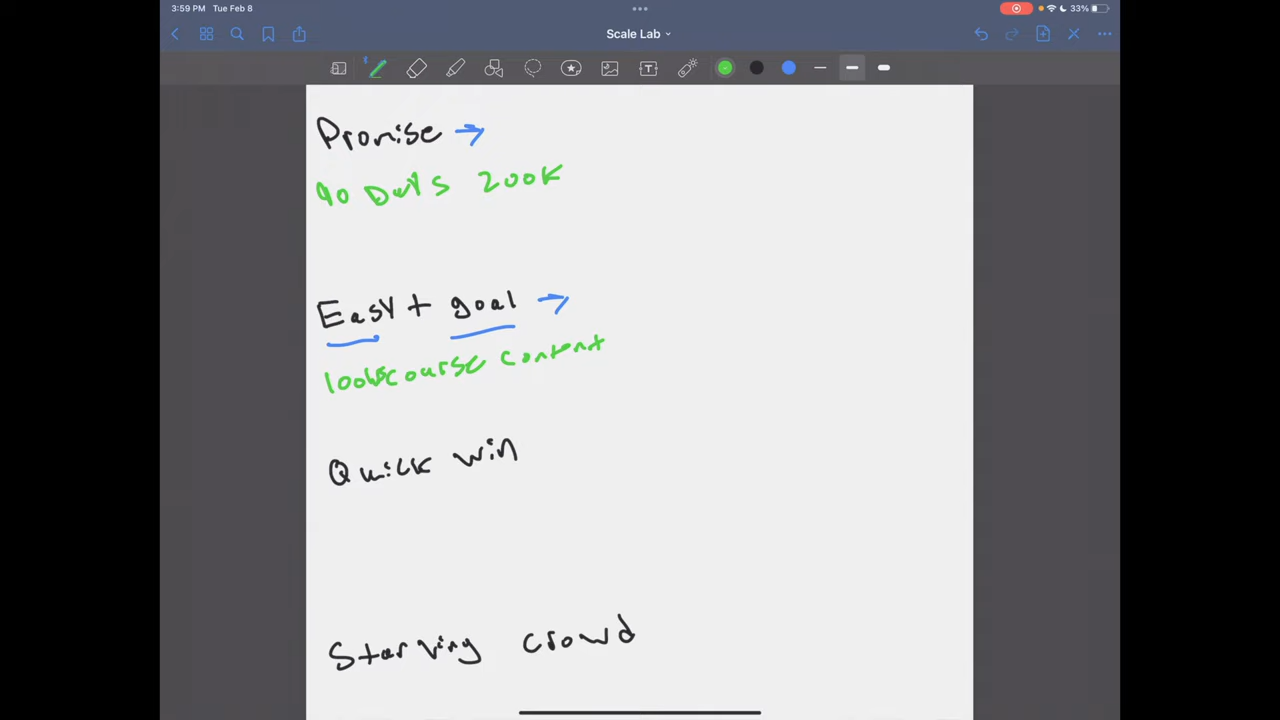 3:59 PM Tue Feb 8
33%
Scale Lab
Promise →
90 Days 200K
Easy + goal →
course content
Quick win
Starving crowd